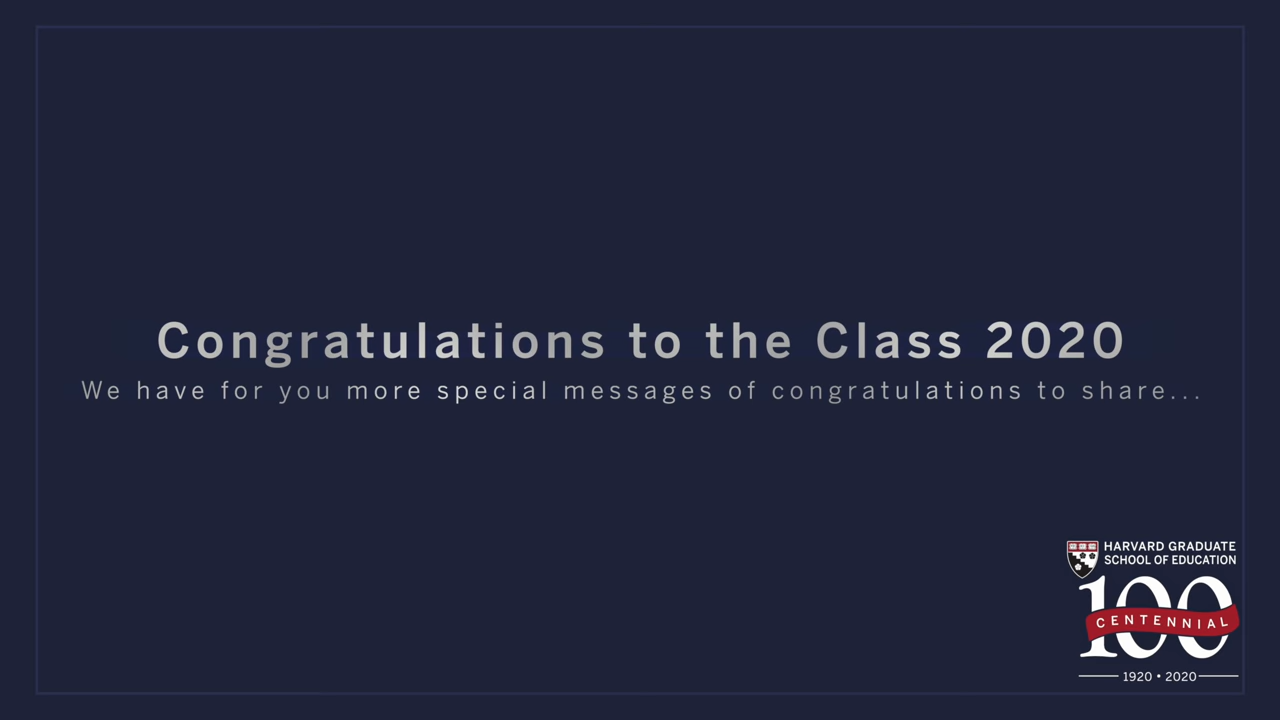 Congratulations to the Class 2020
We have for you more special messages of congratulations to share...
HARVARD GRADUATE
SCHOOL OF EDUCATION
100
CENTENNIAL
1920 • 2020